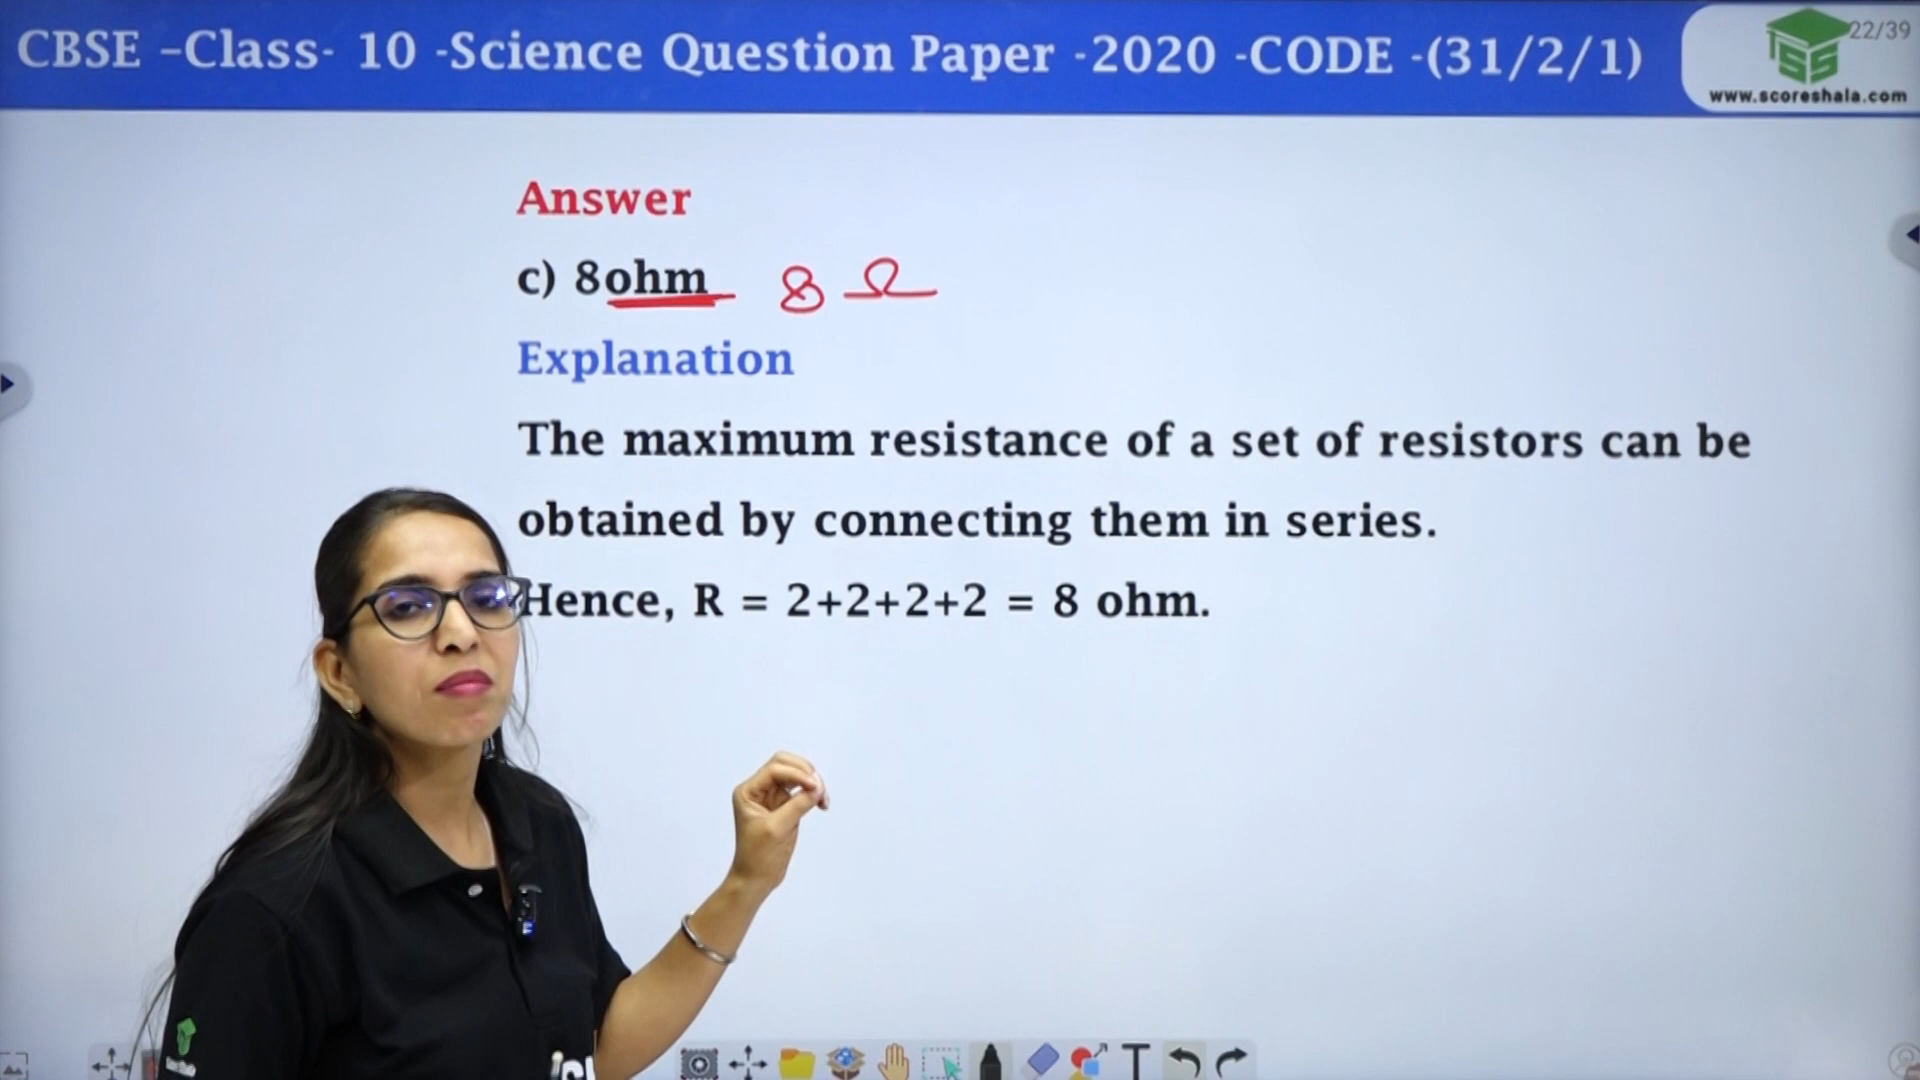 CBSE –Class- 10 -Science Question Paper -2020 -CODE -(31/2/1)
22/39
www.scoreshala.com
Answer
c) 8ohm 8 Ω
Explanation
The maximum resistance of a set of resistors can be
obtained by connecting them in series.
Hence, R = 2+2+2+2 = 8 ohm.